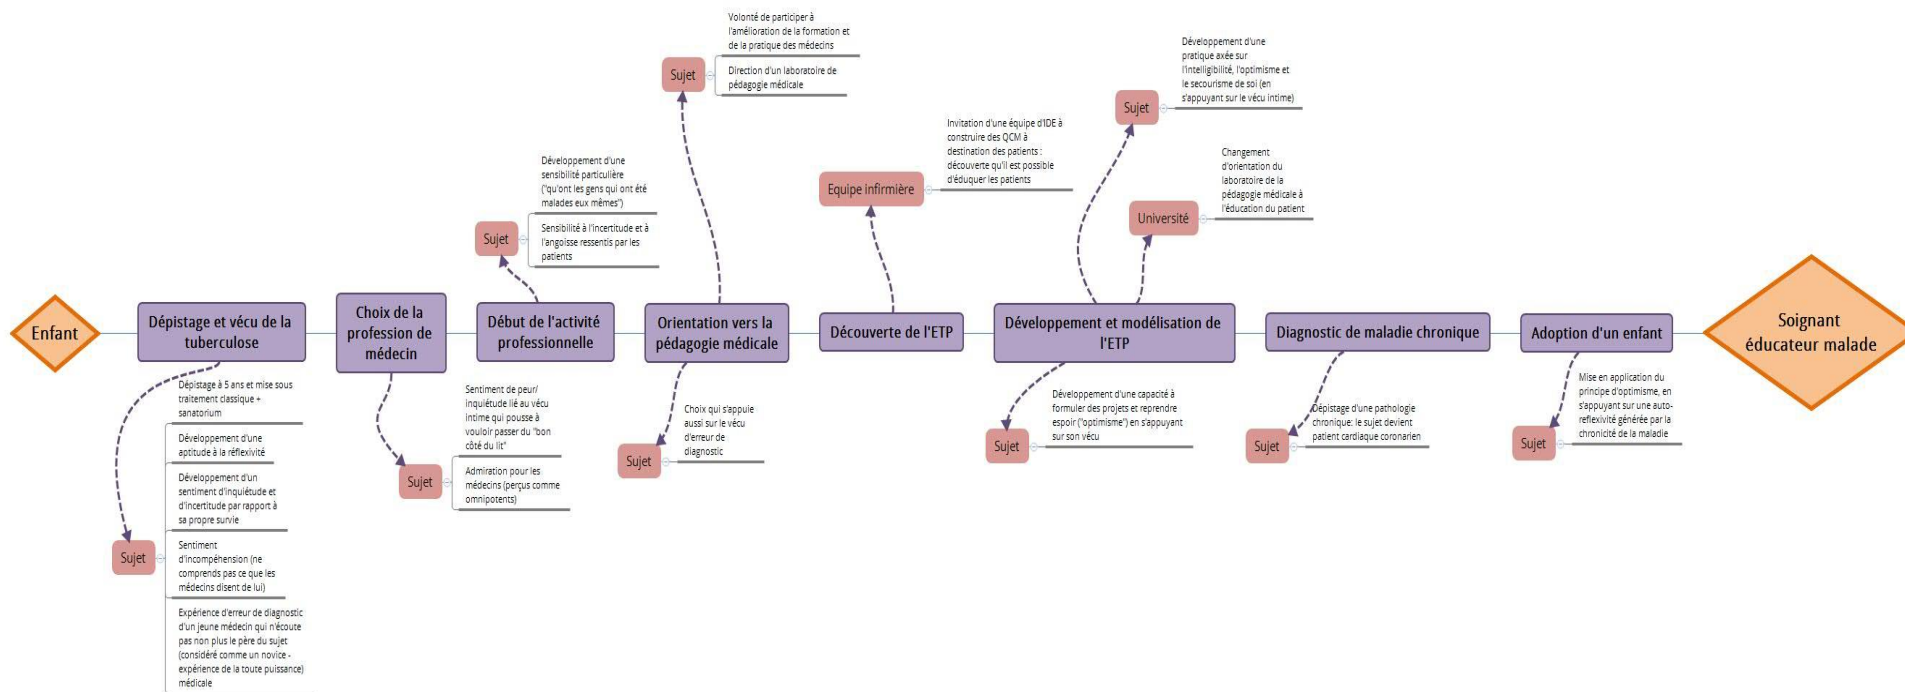 Enfant
Dépistage et vécu de la
tuberculose
Sujet
Dépistage à 5 ans et mise sous
traitement classique +
sanatorium
Développement d'une
aptitude à la réflexivité
Développement d'un
sentiment d'inquiétude et
d'incertitude par rapport à
sa propre survie
Sentiment
d'incompéhension (ne
comprends pas ce que les
médecins disent de lui)
Expérience d'erreur de diagnostic
d'un jeune médecin qui n'écoute
pas non plus le père du sujet
(considéré comme un novice -
expérience de la toute puissance)
médicale
Choix de la
profession de
médecin
Sujet
Sentiment de peur/
inquiétude lié au vécu
intime qui pousse à
vouloir passer du "bon
côté du lit"
Admiration pour les
médecins (perçus comme
omnipotents)
Début de l'activité
professionnelle
Sujet
Développement d'une
sensibilité particulière
("qu'ont les gens qui ont été
malades eux mêmes")
Sensibilité à l'incertitude et à
l'angoisse ressentis par les
patients
Orientation vers la
pédagogie médicale
Sujet
Volonté de participer à
l'amélioration de la formation et
de la pratique des médecins
Direction d'un laboratoire de
pédagogie médicale
Sujet
Choix qui s'appuie
aussi sur le vécu
d'erreur de
diagnostic
Découverte de l'ETP
Equipe infirmière
Invitation d'une équipe d'IDE à
construire des QCM à
destination des patients :
découverte qu'il est possible
d'éduquer les patients
Développement et modélisation de
l'ETP
Sujet
Développement d'une
pratique axée sur
l'intelligibilité, l'optimisme et
le secourisme de soi (en
s'appuyant sur le vécu intime)
Université
Changement
d'orientation du
laboratoire de la
pédagogie médicale à
l'éducation du patient
Sujet
Développement d'une capacité à
formuler des projets et reprendre
espoir ("optimisme") en s'appuyant
sur son vécu
Diagnostic de maladie chronique
Sujet
Dépistage d'une pathologie
chronique: le sujet devient
patient cardiaque coronarien
Adoption d'un enfant
Sujet
Mise en application du
principe d'optimisme, en
s'appuyant sur une auto-
reflexivité générée par la
chronicité de la maladie
Soignant
éducateur malade